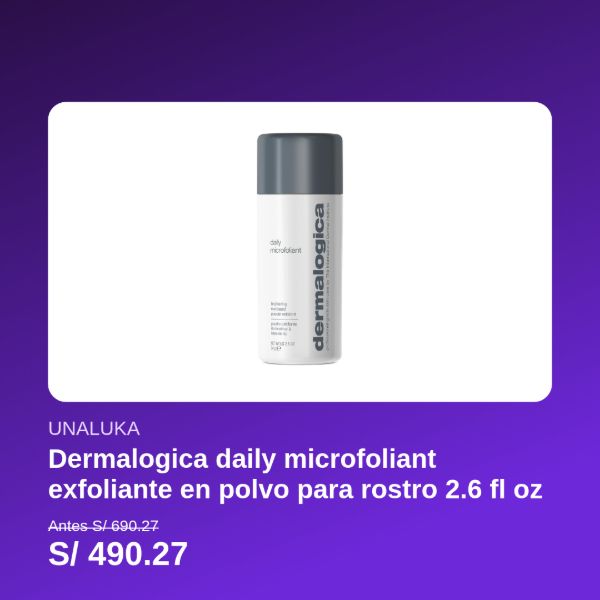 daily
microfoliant
dermalogica
UNALUKA
Dermalogica daily microfoliant
exfoliante en polvo para rostro 2.6 fl oz
Antes S/ 690.27
S/ 490.27